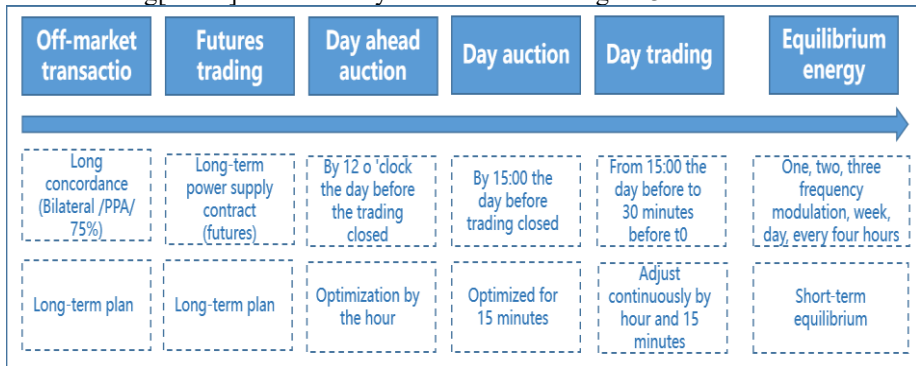 Off-market
transactio
Futures
trading
Day ahead
auction
Day auction
Day trading
Equilibrium
energy
Long
concordance
(Bilateral /PPA/
75%)
Long-term
power supply
contract
(futures)
By 12 o 'clock
the day before
the trading
closed
By 15:00 the
day before
trading closed
From 15:00 the
day before to
30 minutes
before t0
One, two, three
frequency
modulation, week,
day, every four hours
Long-term plan
Long-term plan
Optimization by
the hour
Optimized for
15 minutes
Adjust
continuously by
hour and 15
minutes
Short-term
equilibrium